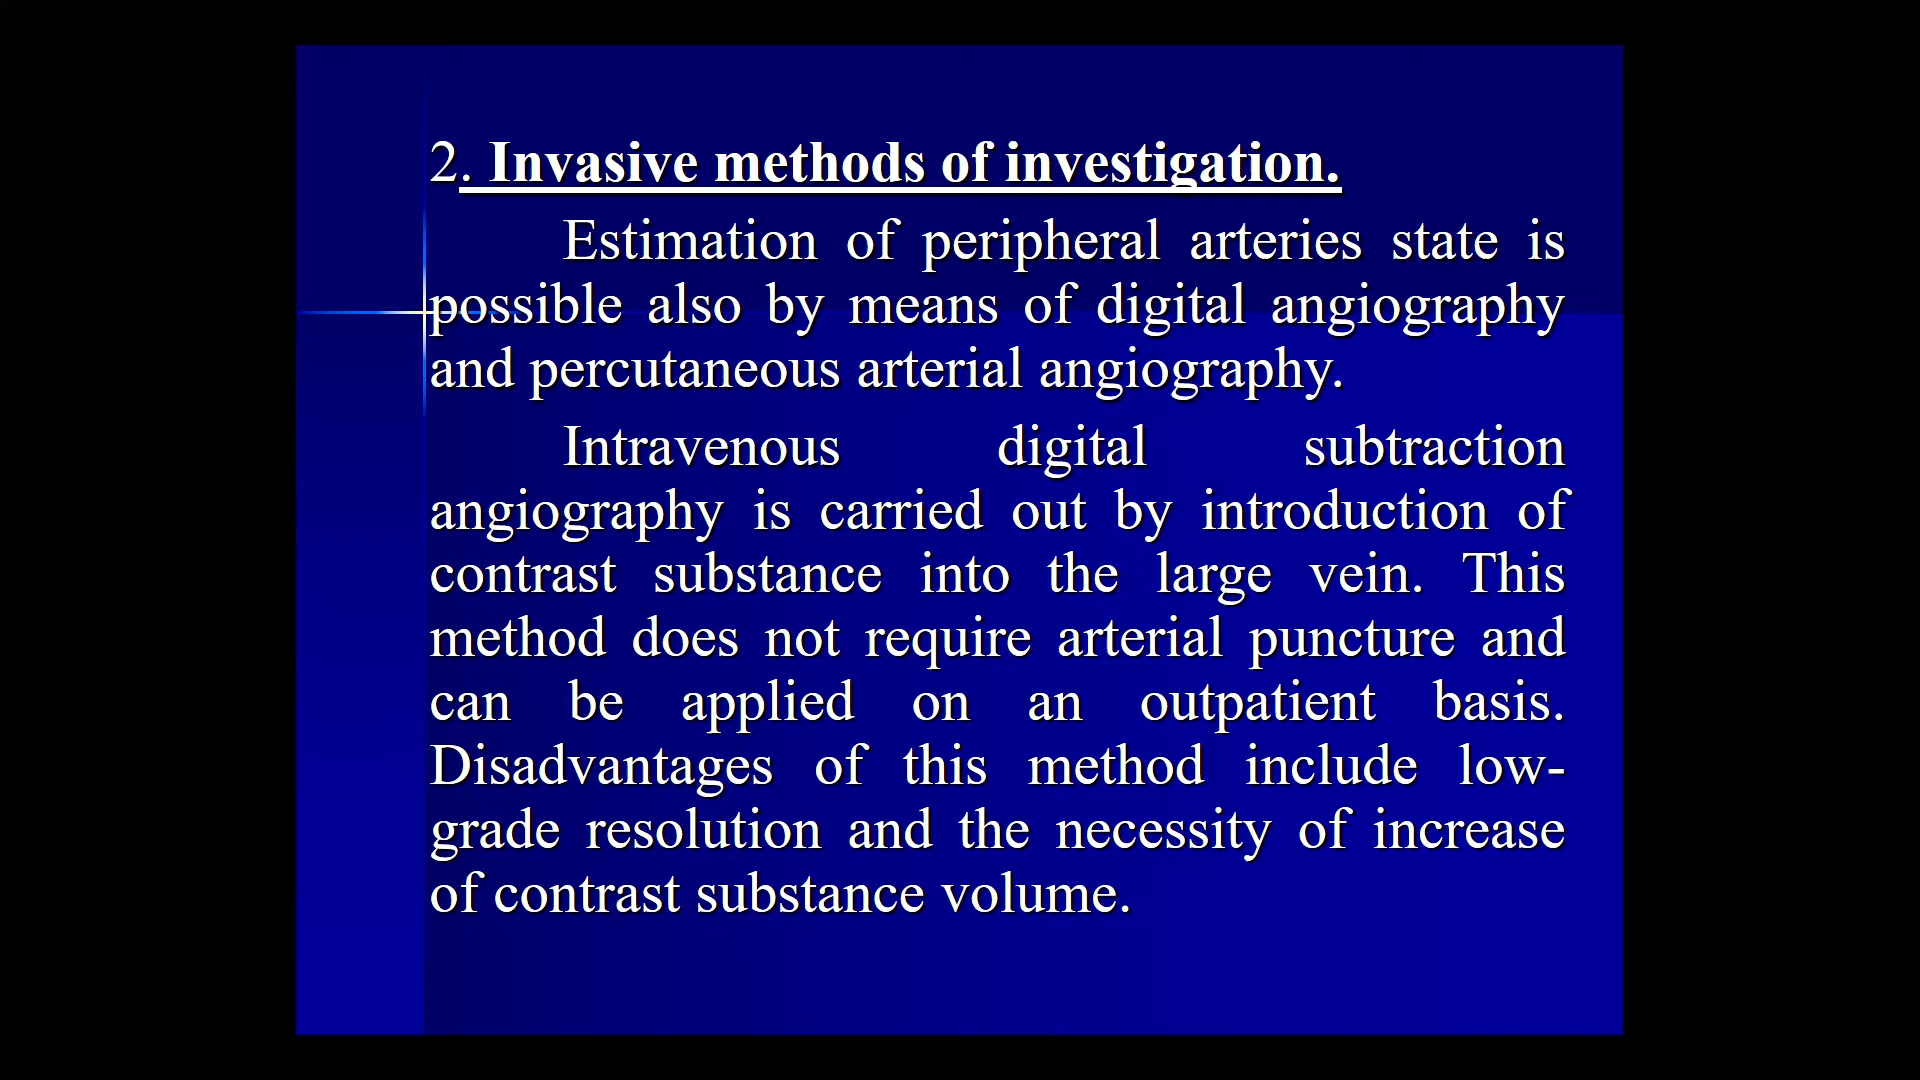 2. Invasive methods of investigation.
Estimation of peripheral arteries state is
possible also by means of digital angiography
and percutaneous arterial angiography.
Intravenous digital subtraction
angiography is carried out by introduction of
contrast substance into the large vein. This
method does not require arterial puncture and
can be applied on an outpatient basis.
Disadvantages of this method include low-
grade resolution and the necessity of increase
of contrast substance volume.